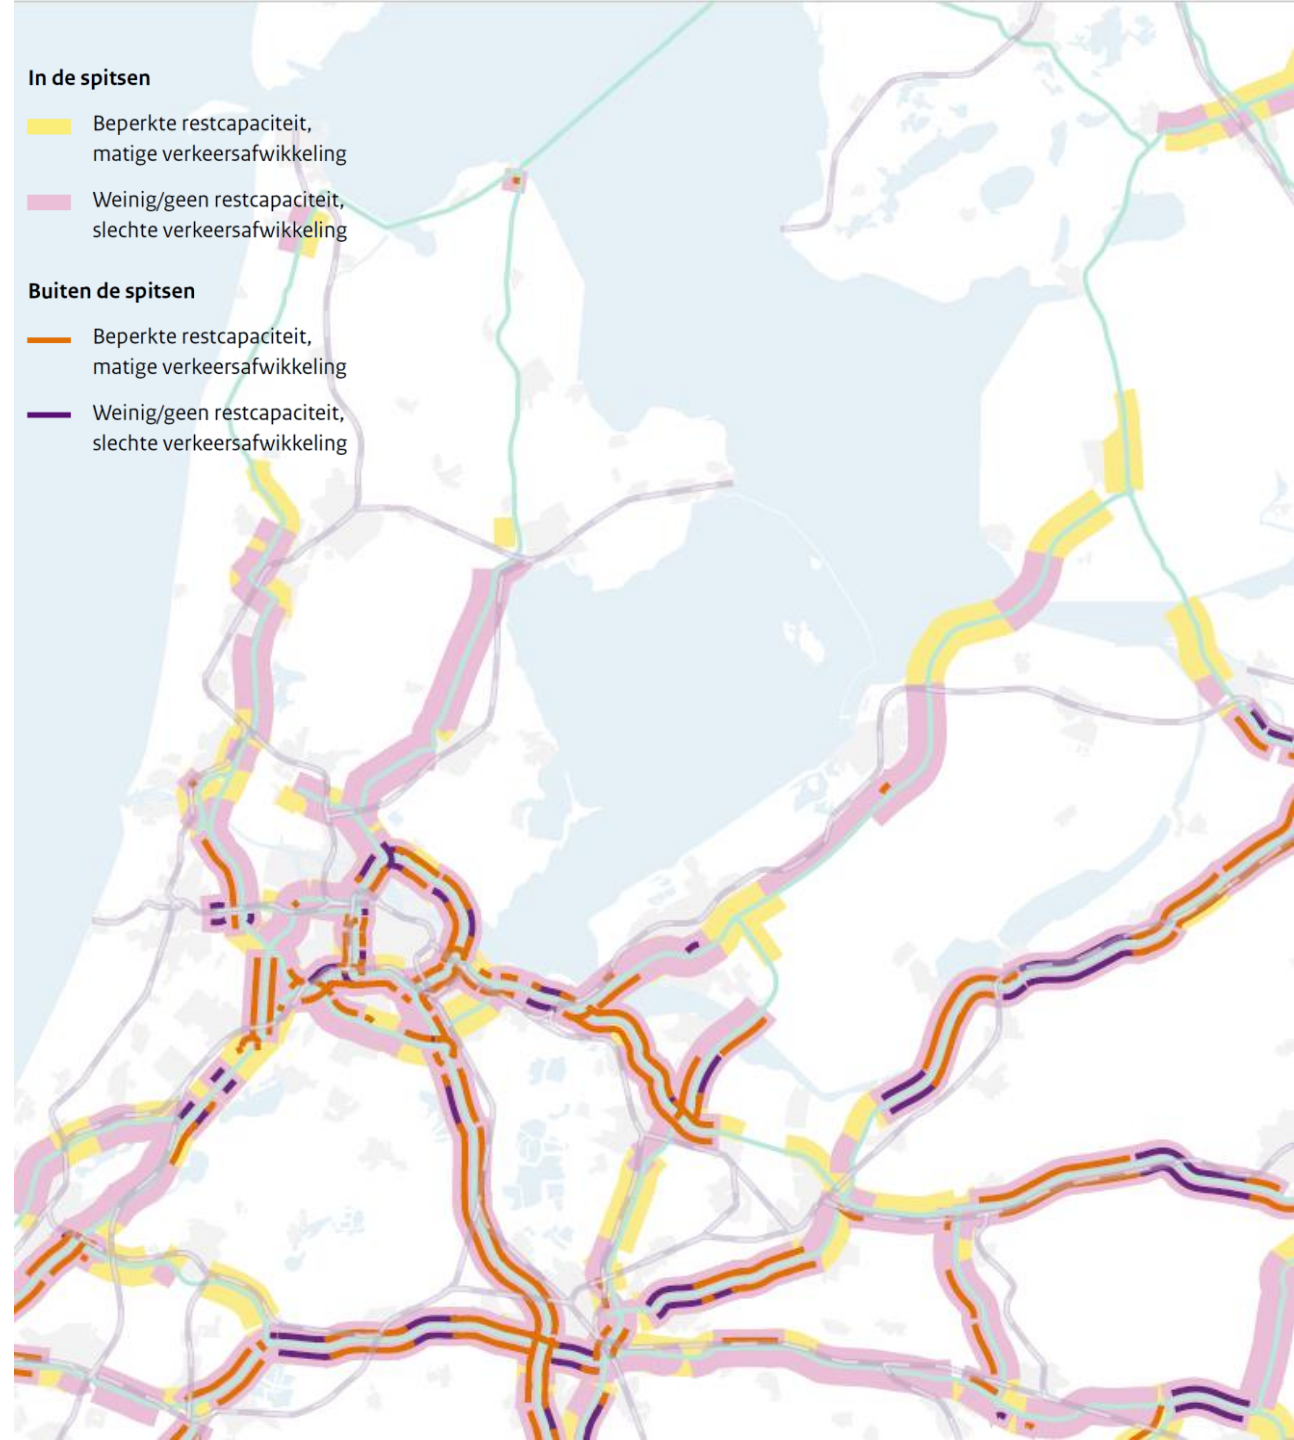 In de spitsen
Beperkte restcapaciteit,
matige verkeersafwikkeling
Weinig/geen restcapaciteit,
slechte verkeersafwikkeling
Buiten de spitsen
Beperkte restcapaciteit,
matige verkeersafwikkeling
Weinig/geen restcapaciteit,
slechte verkeersafwikkeling